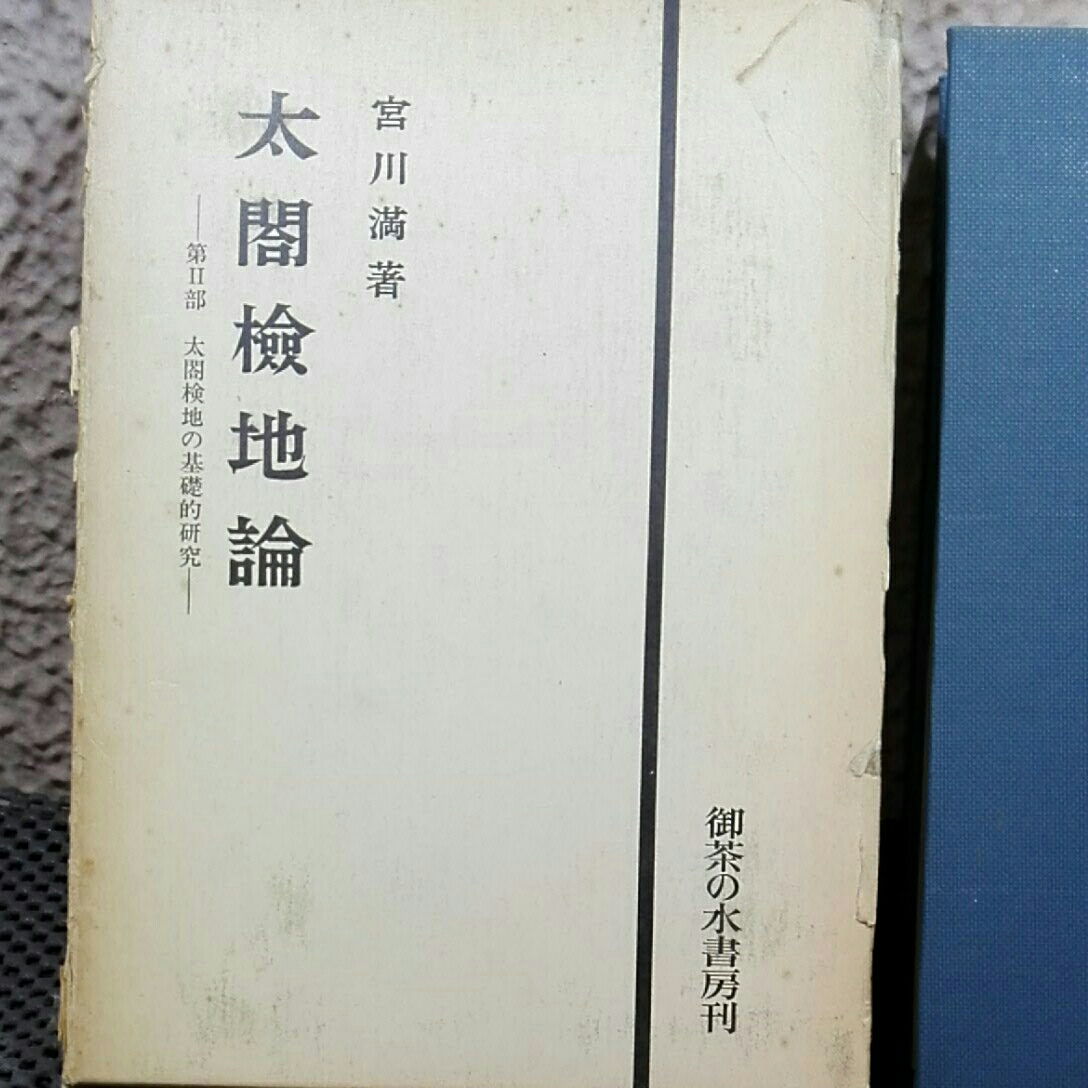 宮川満著
太閤檢地論
―第Ⅱ部 太閤検地の基礎的研究―
御茶の水書房刊